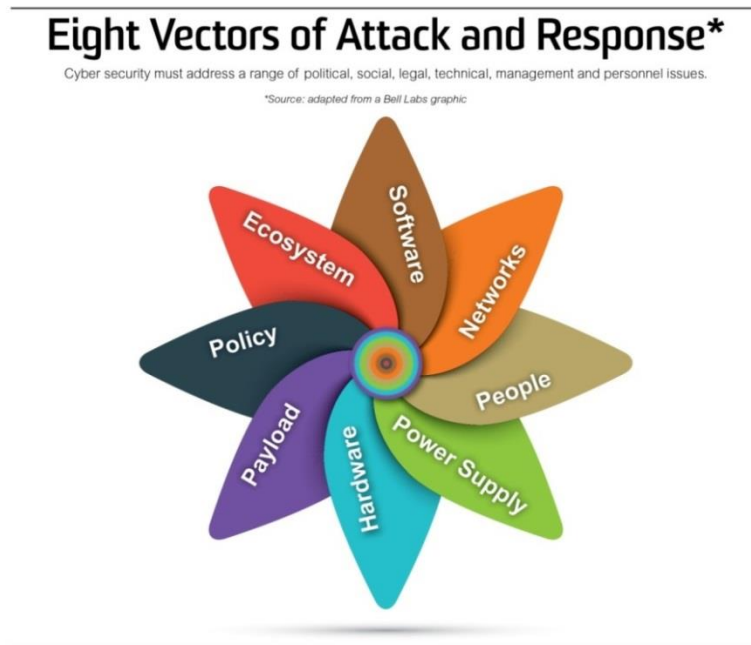 Eight Vectors of Attack and Response*
Cyber security must address a range of political, social, legal, technical, management and personnel issues.
*Source: adapted from a Bell Labs graphic
Software
Networks
People
Power Supply
Hardware
Payload
Policy
Ecosystem